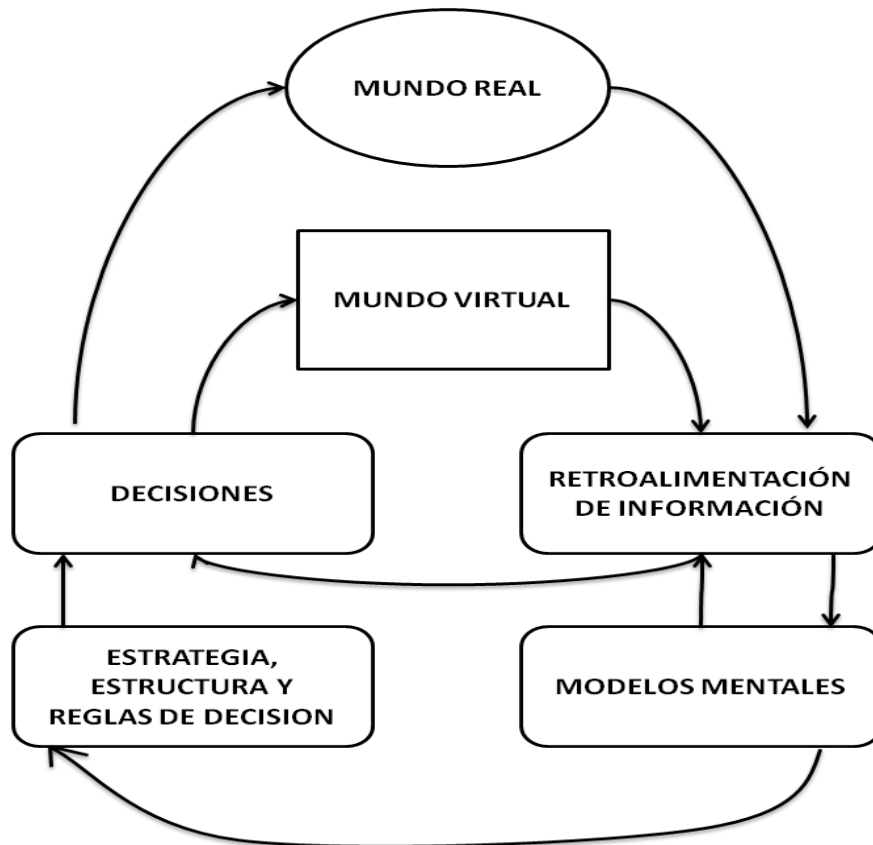 MUNDO REAL
MUNDO VIRTUAL
DECISIONES
RETROALIMENTACIÓN
DE INFORMACIÓN
ESTRATEGIA,
ESTRUCTURA Y
REGLAS DE DECISION
MODELOS MENTALES